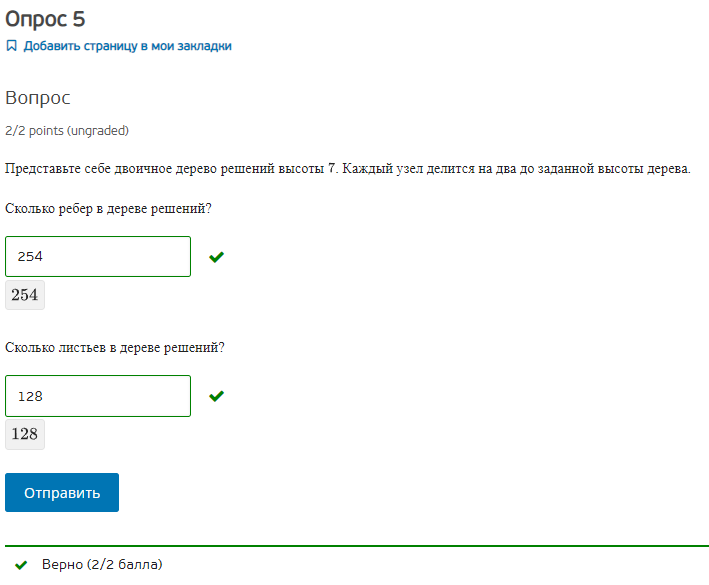 Опрос 5
Добавить страницу в мои закладки
Вопрос
2/2 points (ungraded)
Представьте себе двоичное дерево решений высоты 7. Каждый узел делится на два до заданной высоты дерева.
Сколько ребер в дереве решений?
254
254
Сколько листьев в дереве решений?
128
128
Отправить
Верно (2/2 балла)